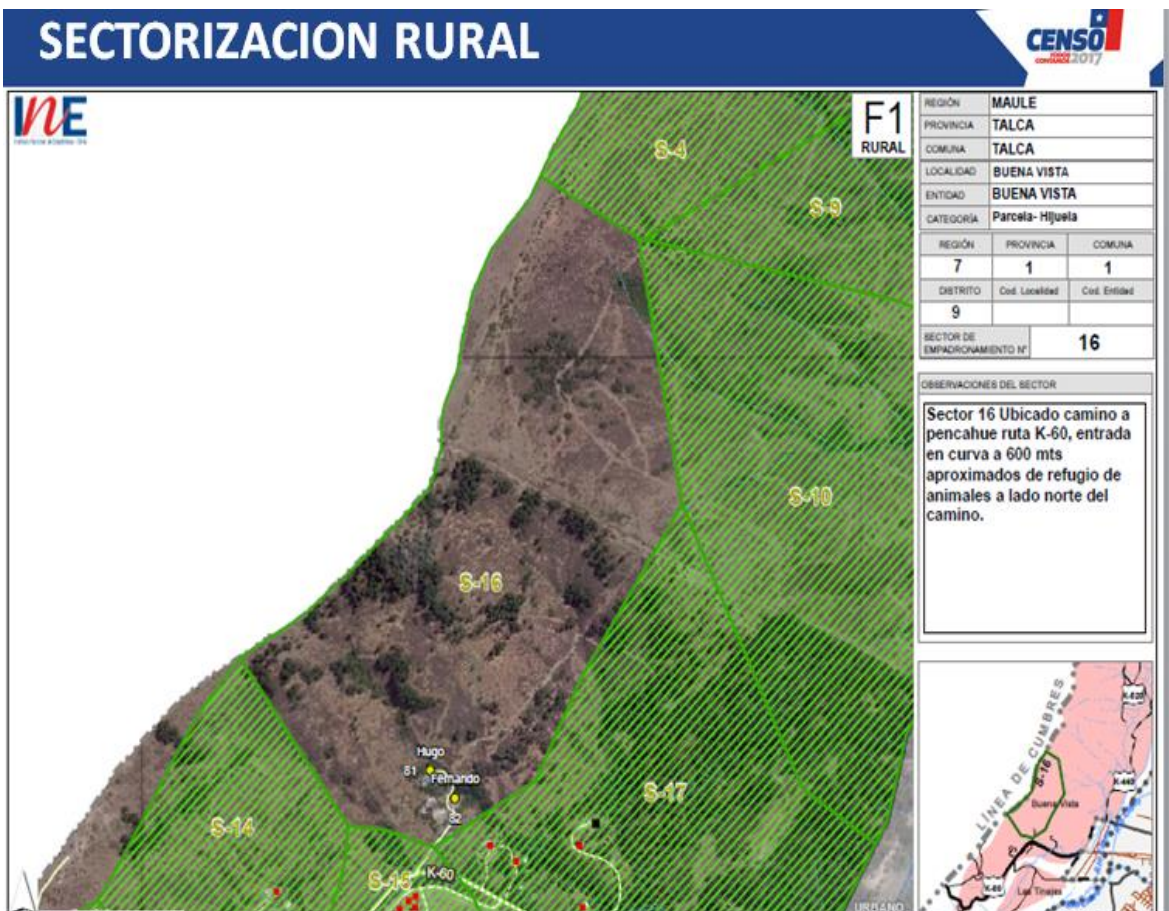 SECTORIZACION RURAL
CENSO
2017
INE
F1
RURAL
REGIÓN MAULE
PROVINCIA TALCA
COMUNA TALCA
LOCALIDAD BUENA VISTA
ENTIDAD BUENA VISTA
CATEGORÍA Parcela- Hijuela
REGIÓN PROVINCIA COMUNA
7 1 1
DISTRITO Cod. Localidad Cod. Entidad
9
SECTOR DE
EMPADRONAMIENTO N° 16
OBSERVACIONES DEL SECTOR
Sector 16 Ubicado camino a
pencahue ruta K-60, entrada
en curva a 600 mts
aproximados de refugio de
animales a lado norte del
camino.
S-4
S-9
S-10
S-16
Hugo
81
Fernando
82
S-17
S-14
S-15
K-60
URBANO
LINEA DE CUMBRES
K-620
S-16
K-440
Buena Vista
K-60
Las Tinajas